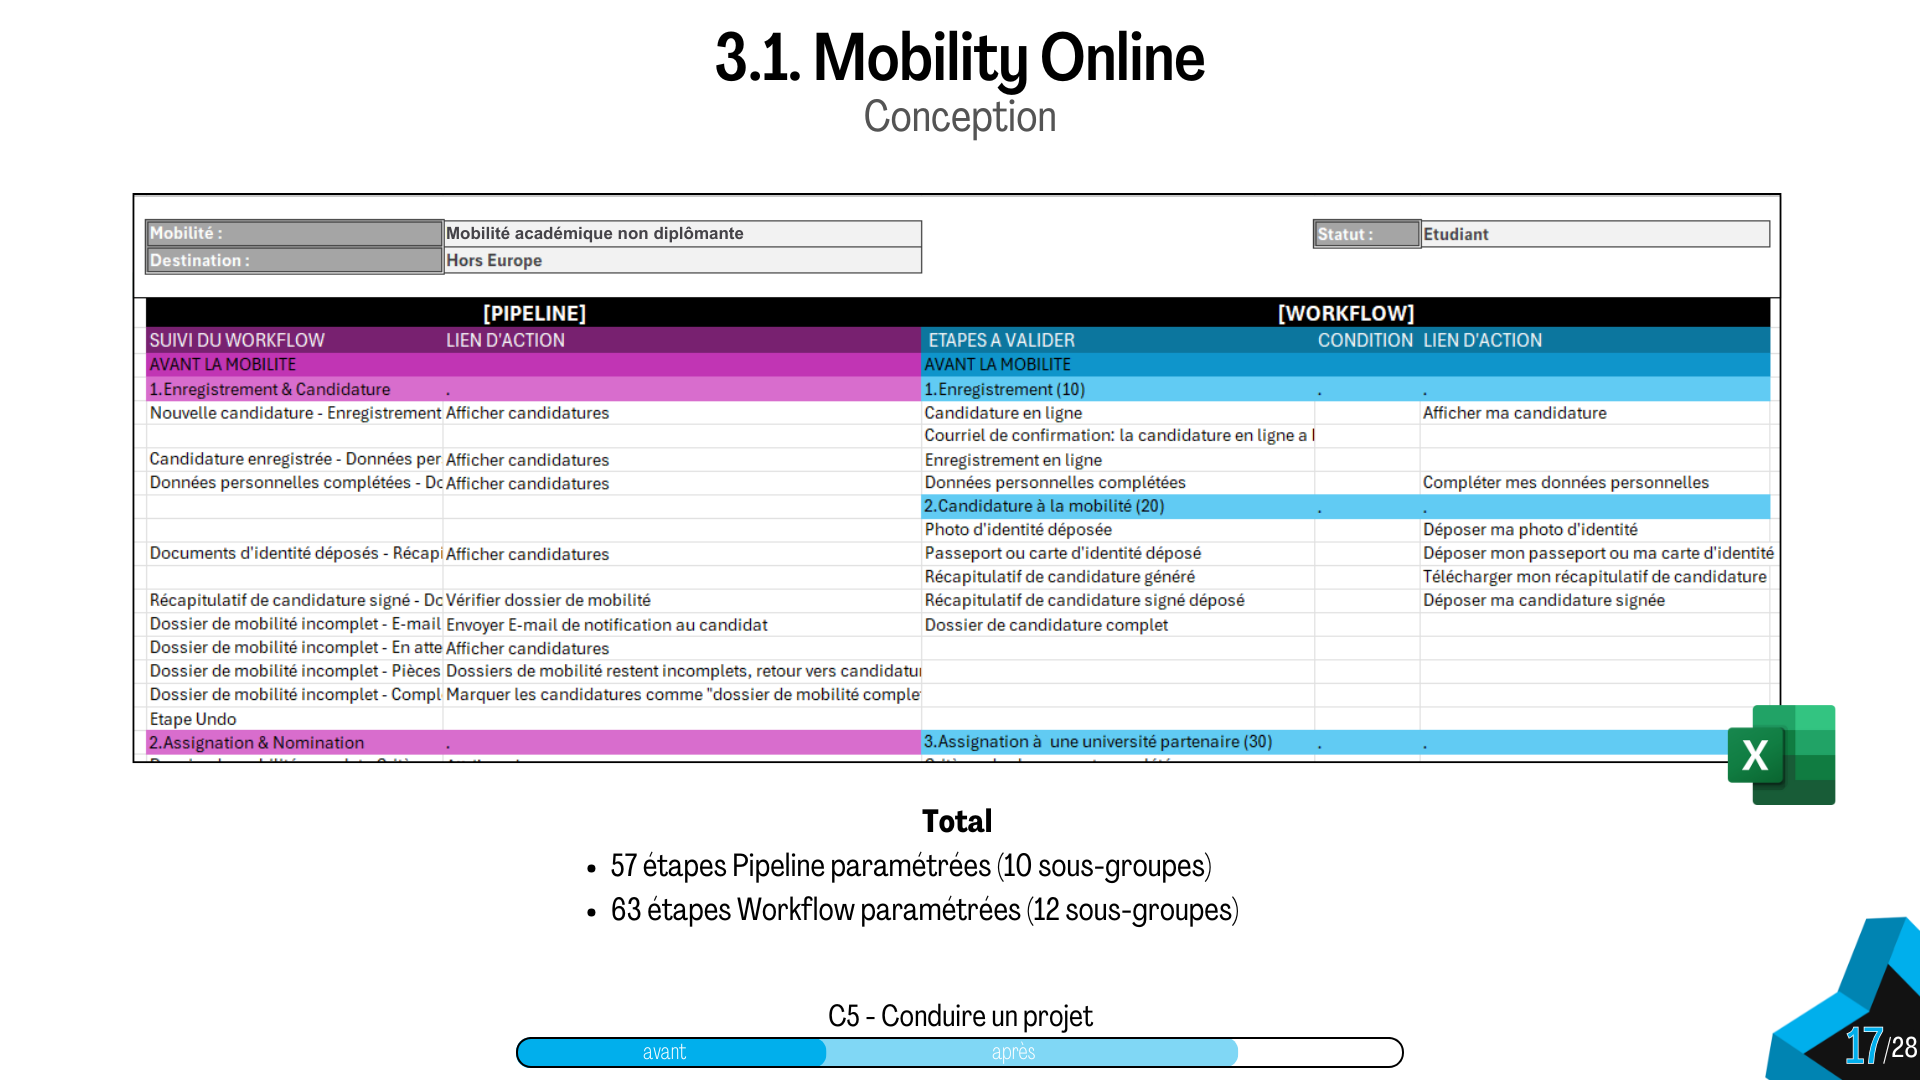 3.1. Mobility Online
Conception
Mobilité : Mobilité académique non diplômante Statut : Etudiant
Destination : Hors Europe
[PIPELINE] [WORKFLOW]
SUIVI DU WORKFLOW LIEN D'ACTION ETAPES A VALIDER CONDITION LIEN D'ACTION
AVANT LA MOBILITE AVANT LA MOBILITE
1.Enregistrement & Candidature . 1.Enregistrement (10) . .
Nouvelle candidature - Enregistrement Afficher candidatures Candidature en ligne Afficher ma candidature
Courriel de confirmation: la candidature en ligne a
Candidature enregistrée - Données per Afficher candidatures Enregistrement en ligne
Données personnelles complétées - Do Afficher candidatures Données personnelles complétées Compléter mes données personnelles
2.Candidature à la mobilité (20) . .
Photo d'identité déposée Déposer ma photo d'identité
Documents d'identité déposés - Récapi Afficher candidatures Passeport ou carte d'identité déposé Déposer mon passeport ou ma carte d'identité
Récapitulatif de candidature généré Télécharger mon récapitulatif de candidature
Récapitulatif de candidature signé - Do Vérifier dossier de mobilité Récapitulatif de candidature signé déposé Déposer ma candidature signée
Dossier de mobilité incomplet - E-mail Envoyer E-mail de notification au candidat Dossier de candidature complet
Dossier de mobilité incomplet - En atte Afficher candidatures
Dossier de mobilité incomplet - Pièces Dossiers de mobilité restent incomplets, retour vers candidatu
Dossier de mobilité incomplet - Compl Marquer les candidatures comme "dossier de mobilité comple
Etape Undo
2.Assignation & Nomination . 3.Assignation à une université partenaire (30) . .
X
Total
• 57 étapes Pipeline paramétrées (10 sous-groupes)
• 63 étapes Workflow paramétrées (12 sous-groupes)
C5 - Conduire un projet
avant après
17/28